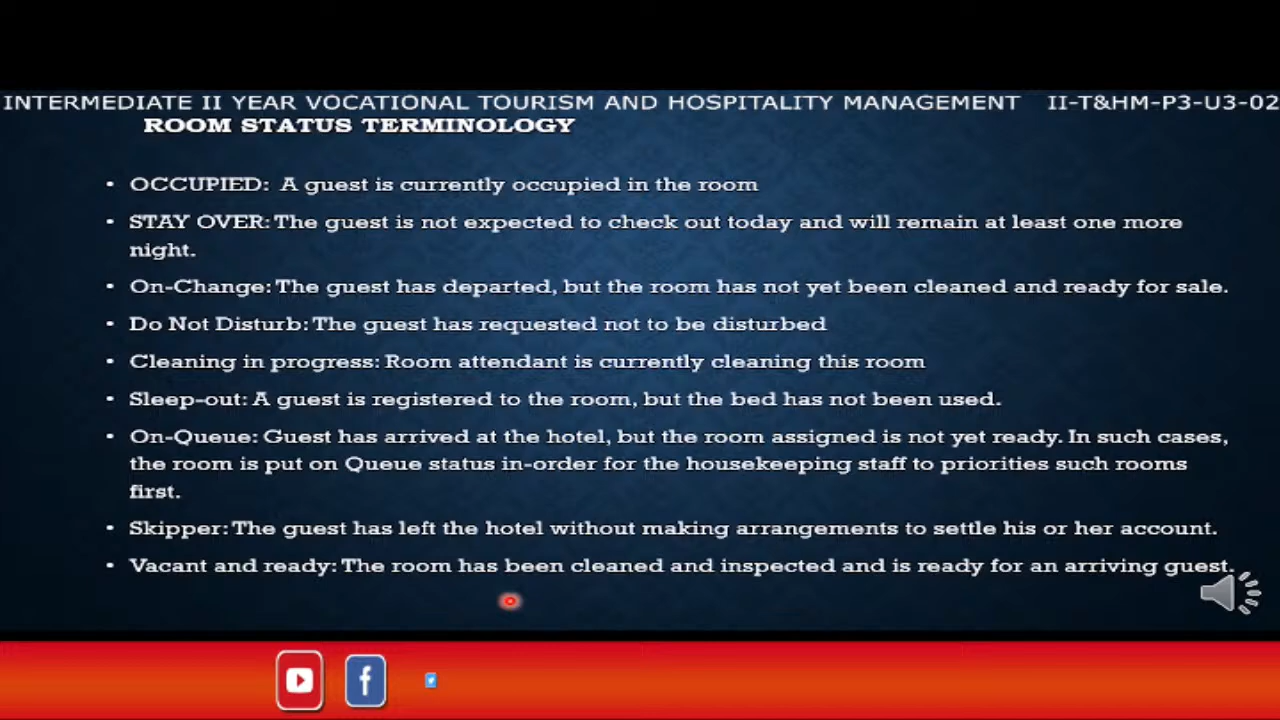 INTERMEDIATE II YEAR VOCATIONAL TOURISM AND HOSPITALITY MANAGEMENT II-T&HM-P3-U3-02
ROOM STATUS TERMINOLOGY
• OCCUPIED: A guest is currently occupied in the room
• STAY OVER: The guest is not expected to check out today and will remain at least one more
night.
• On-Change: The guest has departed, but the room has not yet been cleaned and ready for sale.
• Do Not Disturb: The guest has requested not to be disturbed
• Cleaning in progress: Room attendant is currently cleaning this room
• Sleep-out: A guest is registered to the room, but the bed has not been used.
• On-Queue: Guest has arrived at the hotel, but the room assigned is not yet ready. In such cases,
the room is put on Queue status in-order for the housekeeping staff to priorities such rooms
first.
• Skipper: The guest has left the hotel without making arrangements to settle his or her account.
• Vacant and ready: The room has been cleaned and inspected and is ready for an arriving guest.